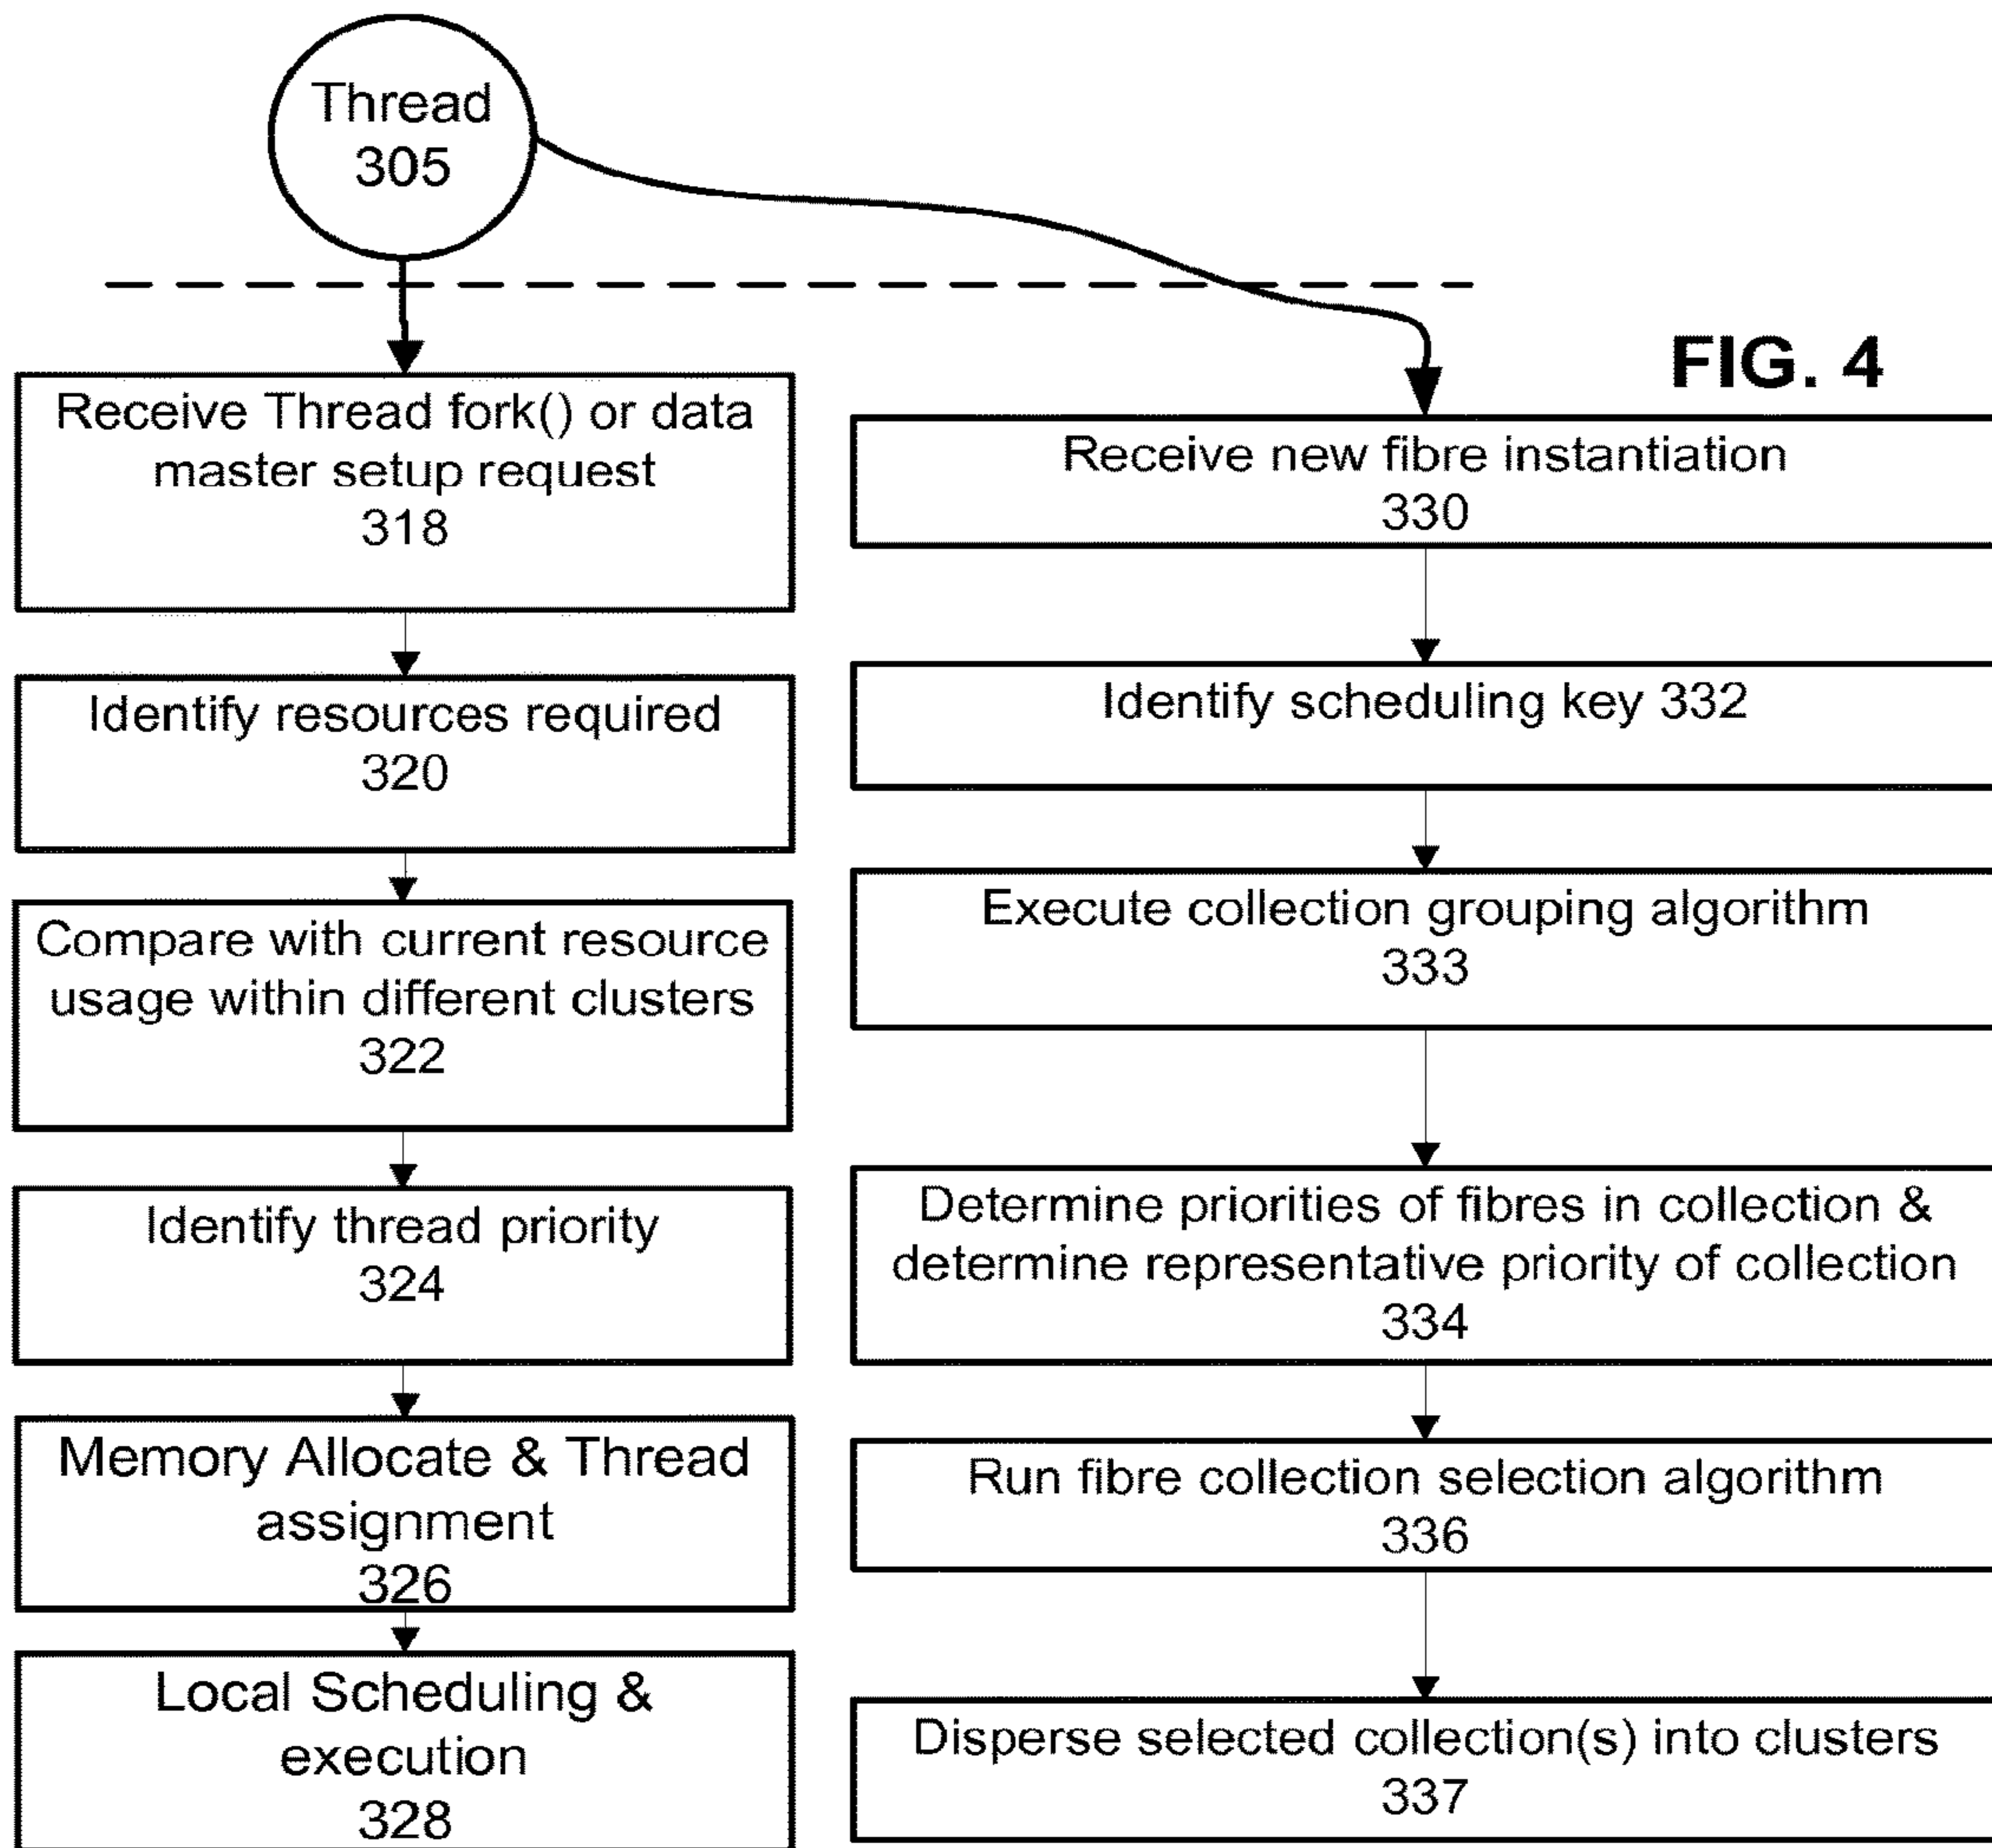 Thread
305
FIG. 4
Receive Thread fork() or data
master setup request
318
Identify resources required
320
Compare with current resource
usage within different clusters
322
Identify thread priority
324
Memory Allocate & Thread
assignment
326
Local Scheduling &
execution
328
Receive new fibre instantiation
330
Identify scheduling key 332
Execute collection grouping algorithm
333
Determine priorities of fibres in collection &
determine representative priority of collection
334
Run fibre collection selection algorithm
336
Disperse selected collection(s) into clusters
337